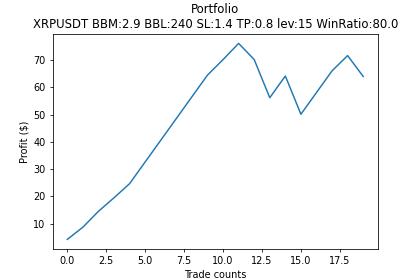 Portfolio
XRPUSDT BBM:2.9 BBL:240 SL:1.4 TP:0.8 lev:15 WinRatio:80.0
70
60
50
40
30
20
10
Profit ($)
0.0 2.5 5.0 7.5 10.0 12.5 15.0 17.5
Trade counts